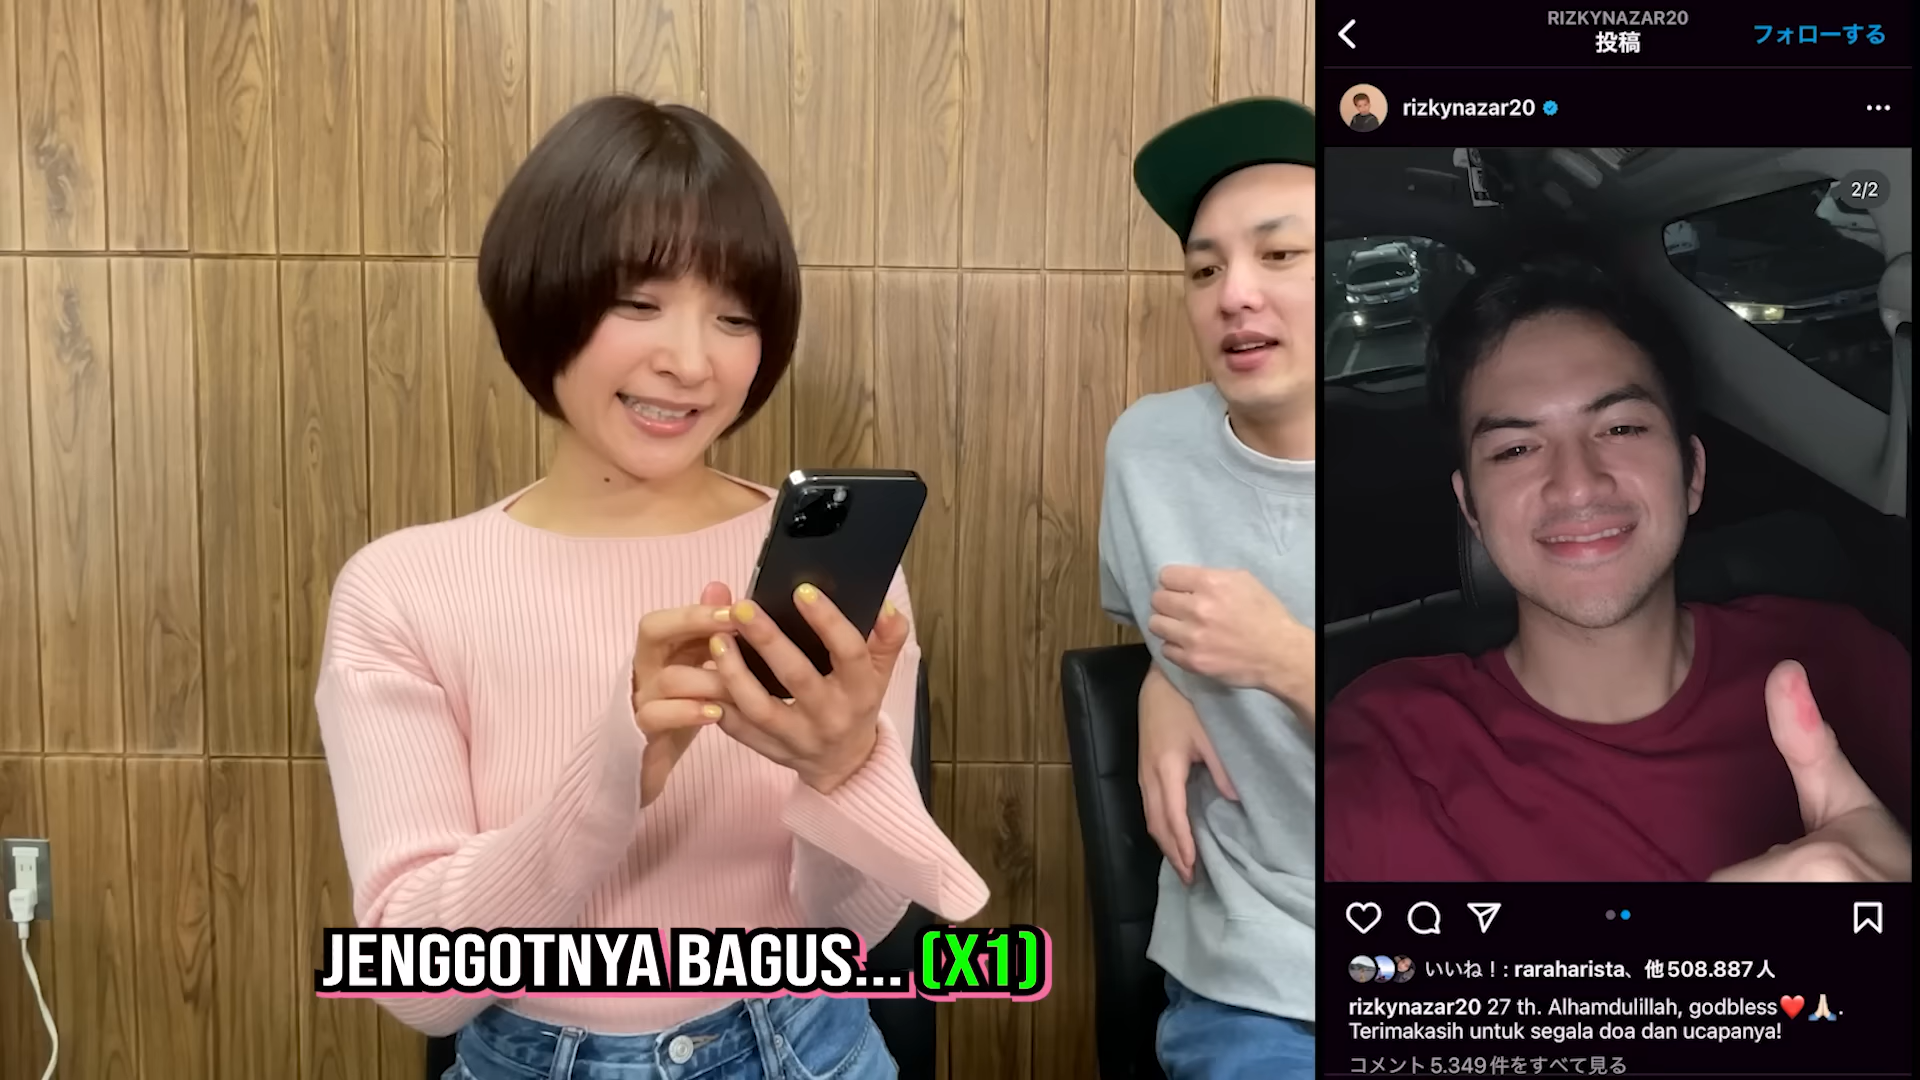 JENGGOTNYA BAGUS... (X1)
RIZKYNAZAR20
投稿
フォローする
rizkynazar20
2/2
いいね！: raraharista、他508.887人
rizkynazar20 27 th. Alhamdulillah, godbless❤️🙏🏻.
Terimakasih untuk segala doa dan ucapanya!
コメント5.349件をすべて見る